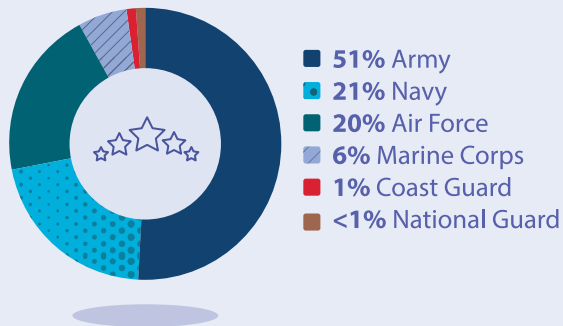 51% Army
21% Navy
20% Air Force
6% Marine Corps
1% Coast Guard
<1% National Guard